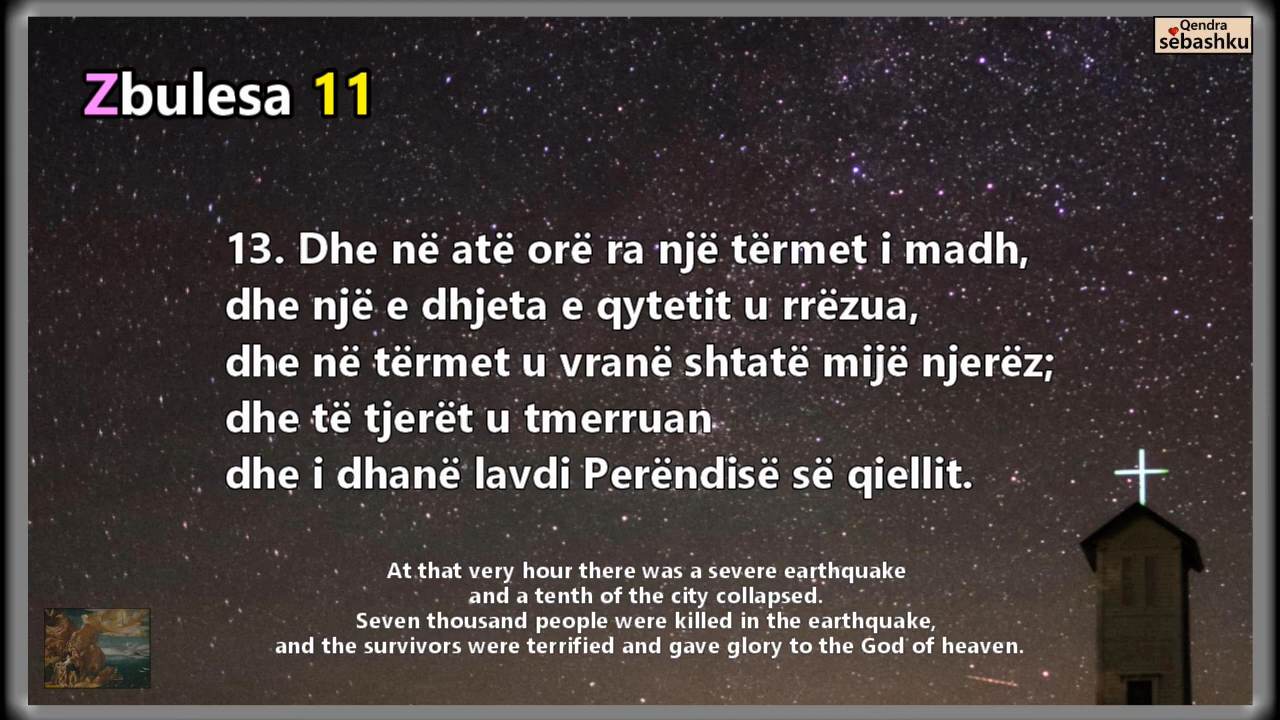 Qendra
sëbashku
Zbulesa 11
13. Dhe në atë orë ra një tërmet i madh,
dhe një e dhjeta e qytetit u rrëzua,
dhe në tërmet u vranë shtatë mijë njerëz;
dhe të tjerët u tmerruan
dhe i dhanë lavdi Perëndisë së qiellit.
At that very hour there was a severe earthquake
and a tenth of the city collapsed.
Seven thousand people were killed in the earthquake,
and the survivors were terrified and gave glory to the God of heaven.